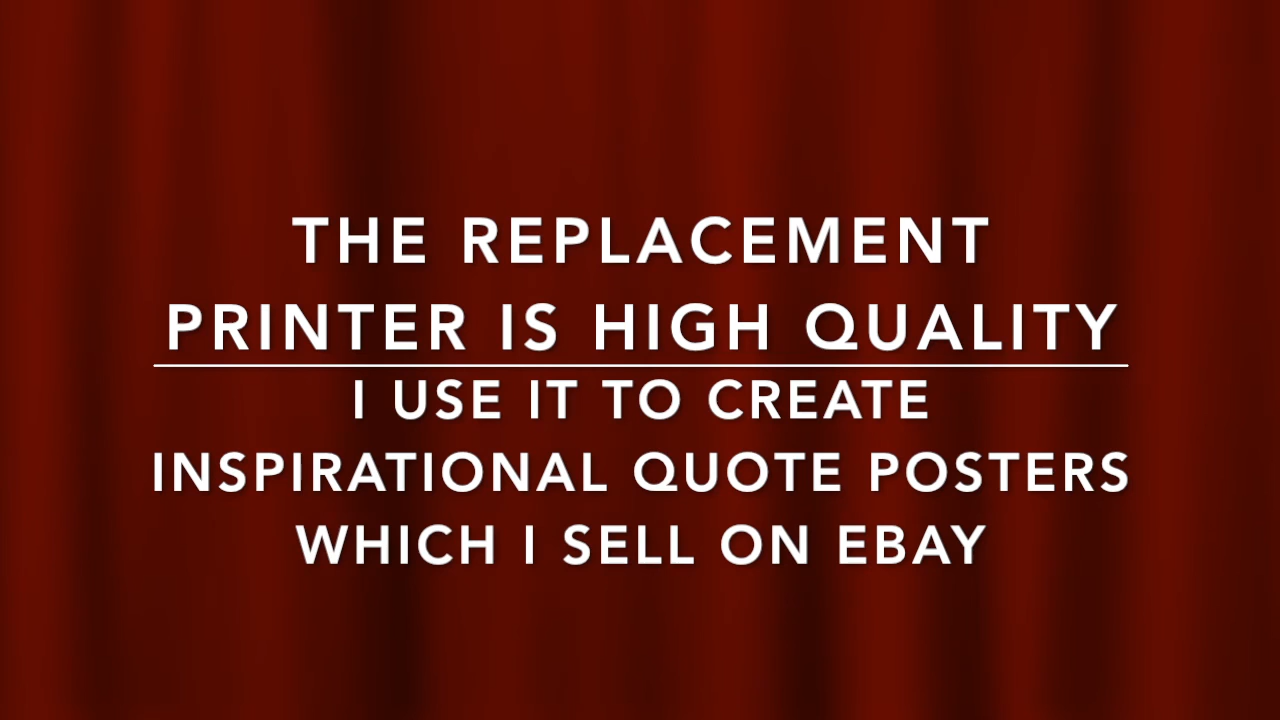 THE REPLACEMENT
PRINTER IS HIGH QUALITY
I USE IT TO CREATE
INSPIRATIONAL QUOTE POSTERS
WHICH I SELL ON EBAY